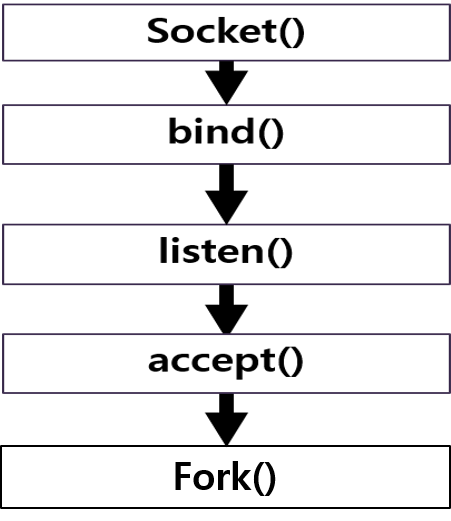 Socket()
bind()
listen()
accept()
Fork()